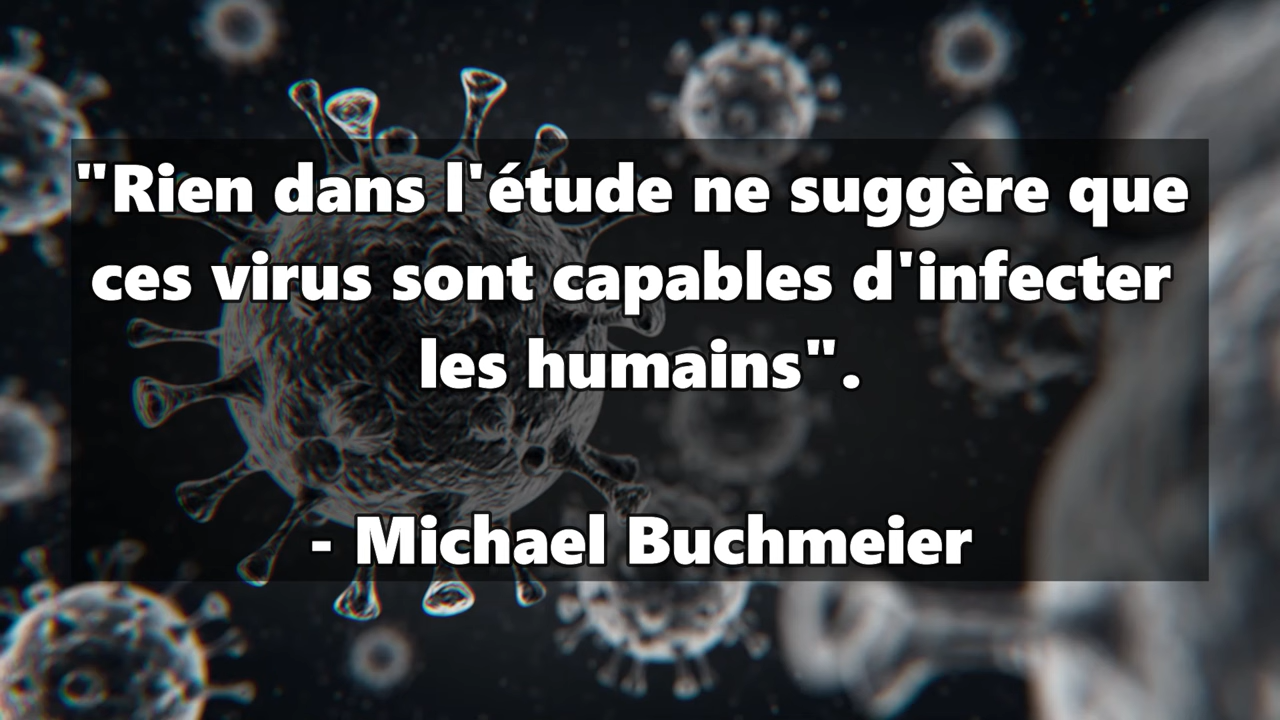 "Rien dans l'étude ne suggère que
ces virus sont capables d'infecter
les humains".
- Michael Buchmeier